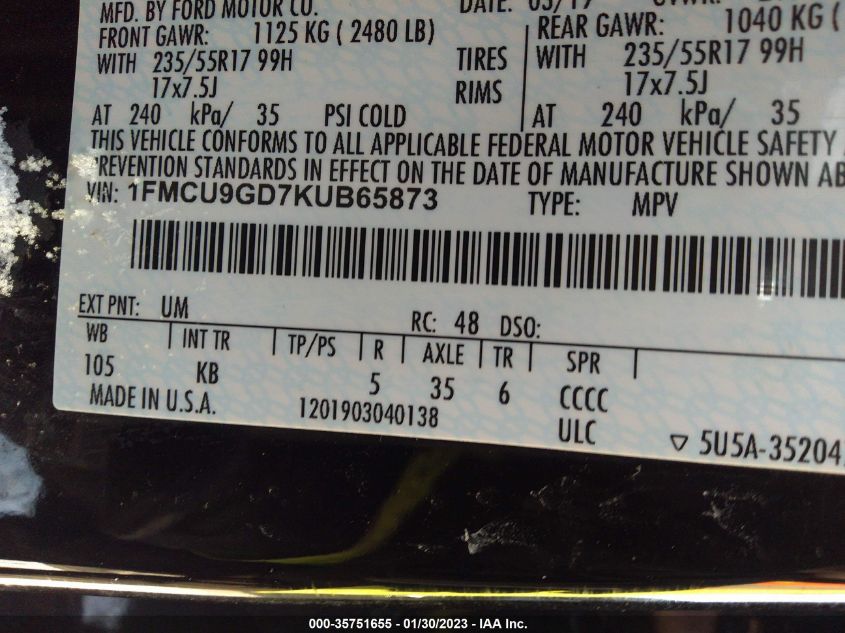 MFD. BY FORD MOTOR CO.
DATE: 03/19
FRONT GAWR: 1125 KG ( 2480 LB)
REAR GAWR: 1040 KG (
WITH 235/55R17 99H TIRES WITH 235/55R17 99H
17x7.5J RIMS 17x7.5J
AT 240 kPa/ 35 PSI COLD AT 240 kPa/ 35
THIS VEHICLE CONFORMS TO ALL APPLICABLE FEDERAL MOTOR VEHICLE SAFETY
PREVENTION STANDARDS IN EFFECT ON THE DATE OF MANUFACTURE SHOWN AB
VIN: 1FMCU9GD7KUB65873
TYPE: MPV
EXT PNT: UM RC: 48 DSO:
WB INT TR TP/PS R AXLE TR SPR
105 KB 5 35 6 CCCC
MADE IN U.S.A. 1201903040138 ULC
5U5A-35204
000-35751655 - 01/30/2023 - IAA Inc.